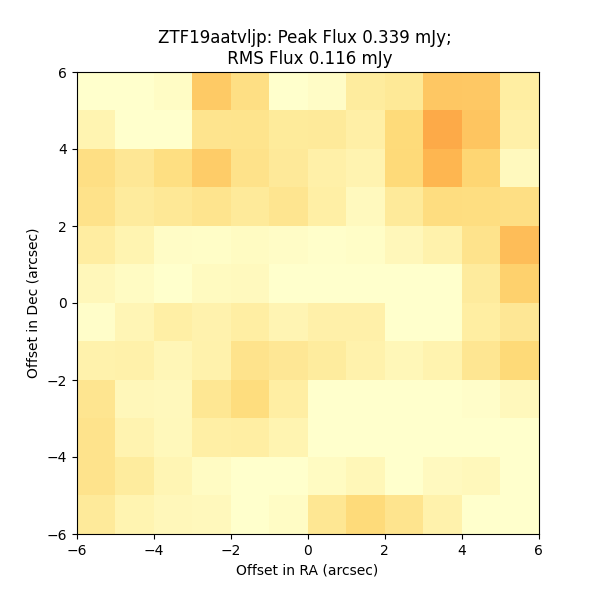 ZTF19aatvljp: Peak Flux 0.339 mJy;
RMS Flux 0.116 mJy
6
4
2
0
−2
−4
−6
Offset in Dec (arcsec)
−6 −4 −2 0 2 4 6
Offset in RA (arcsec)